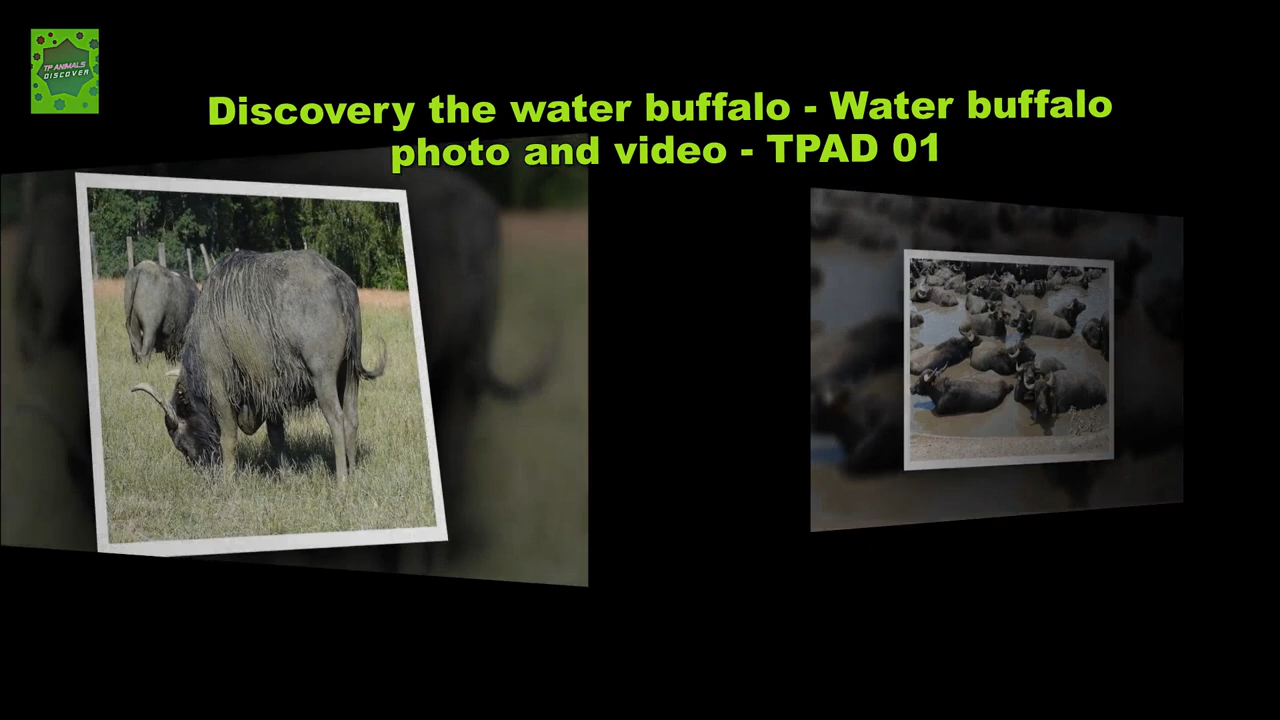 TP ANIMALS
DISCOVER
Discovery the water buffalo - Water buffalo
photo and video - TPAD 01